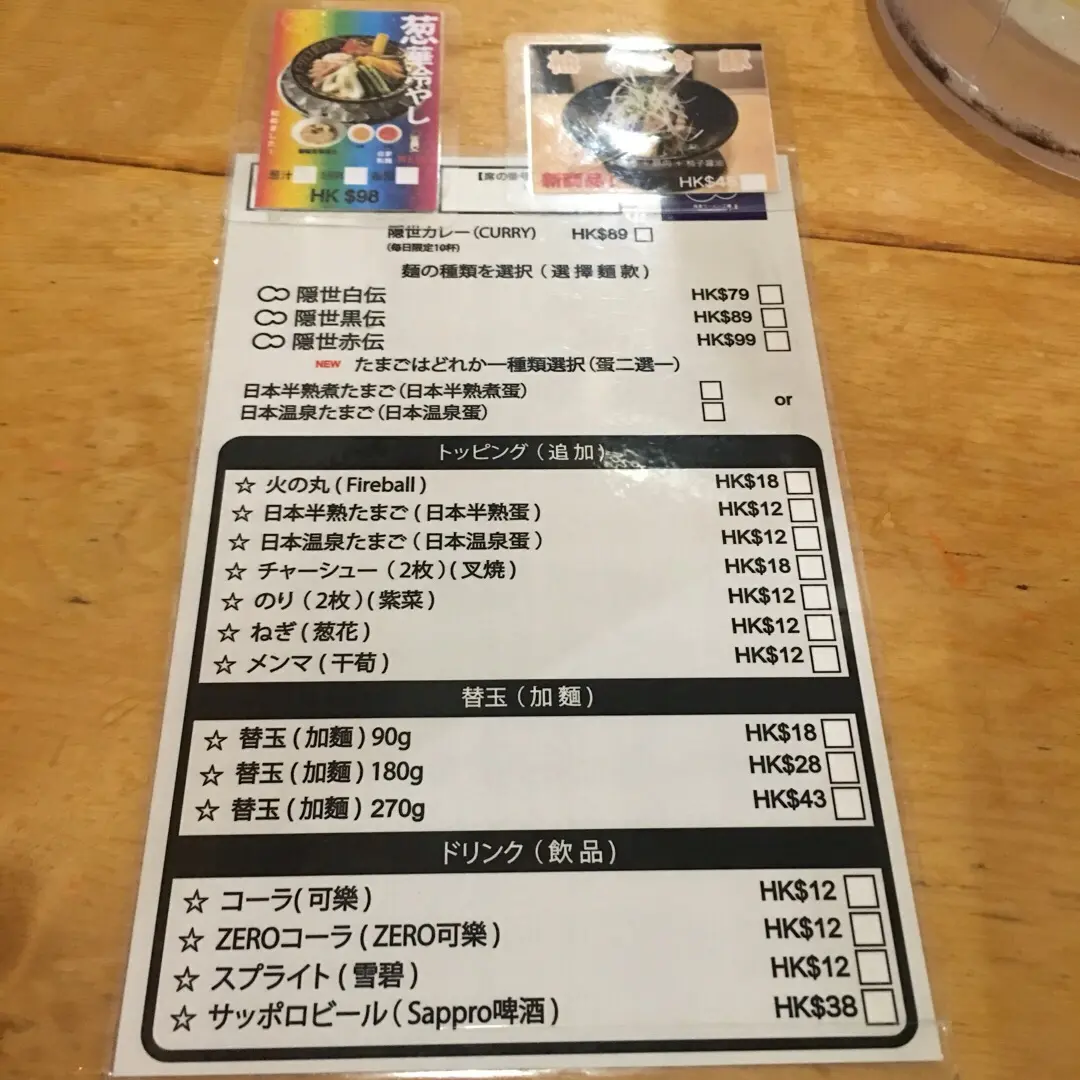 葱華冷やし
HK $98
HK$45
【席の番号
隠世カレー(CURRY) HK$89
(毎日限定10杯)
麺の種類を選択(選擇麵款)
隠世白伝 HK$79
隠世黒伝 HK$89
隠世赤伝 HK$99
NEW たまごはどれか一種類選択(蛋二選一)
日本半熟煮たまご(日本半熟煮蛋)
or
日本温泉たまご(日本温泉蛋)
トッピング(追加)
☆ 火の丸(Fireball) HK$18
☆ 日本半熟たまご(日本半熟蛋) HK$12
☆ 日本温泉たまご(日本温泉蛋) HK$12
☆ チャーシュー(2枚)(叉焼) HK$18
☆ のり(2枚)(紫菜) HK$12
☆ ねぎ(葱花) HK$12
☆ メンマ(干荀) HK$12
替玉(加麵)
☆ 替玉(加麵)90g HK$18
☆ 替玉(加麵)180g HK$28
☆ 替玉(加麵)270g HK$43
ドリンク(飲品)
☆ コーラ(可樂) HK$12
☆ ZEROコーラ(ZERO可樂) HK$12
☆ スプライト(雪碧) HK$12
☆ サッポロビール(Sappro啤酒) HK$38